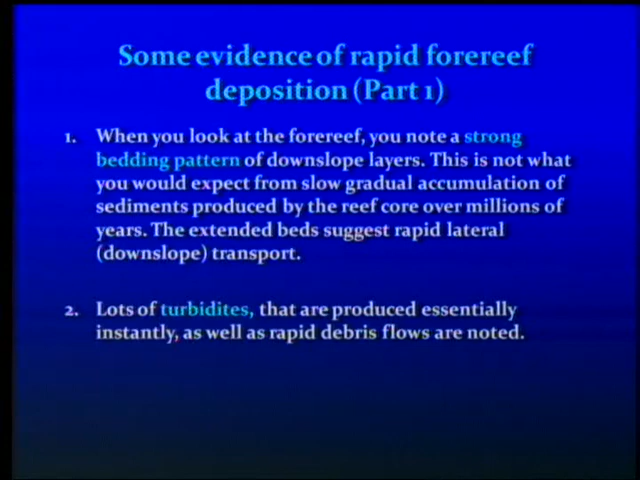 Some evidence of rapid forereef
deposition (Part 1)
1. When you look at the forereef, you note a strong
bedding pattern of downslope layers. This is not what
you would expect from slow gradual accumulation of
sediments produced by the reef core over millions of
years. The extended beds suggest rapid lateral
(downslope) transport.
2. Lots of turbidites, that are produced essentially
instantly, as well as rapid debris flows are noted.